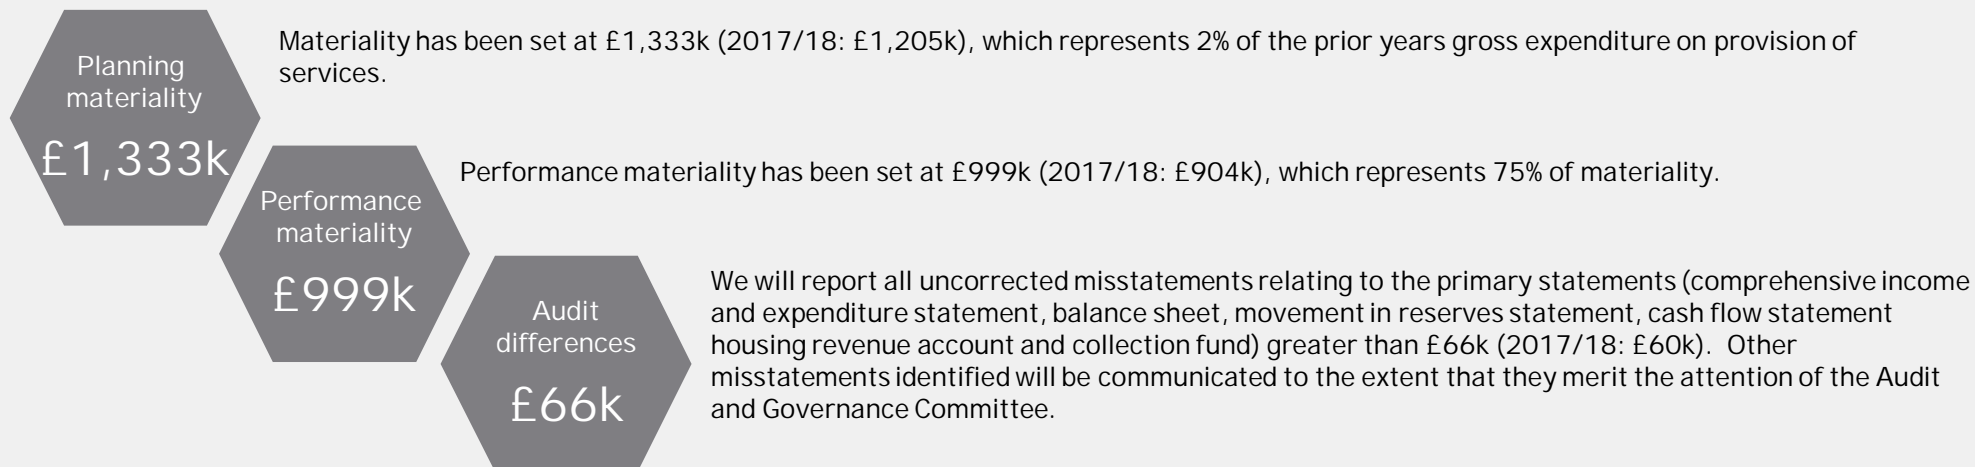 Planning
materiality
£1,333k
Materiality has been set at £1,333k (2017/18: £1,205k), which represents 2% of the prior years gross expenditure on provision of
services.
Performance
materiality
£999k
Performance materiality has been set at £999k (2017/18: £904k), which represents 75% of materiality.
Audit
differences
£66k
We will report all uncorrected misstatements relating to the primary statements (comprehensive income
and expenditure statement, balance sheet, movement in reserves statement, cash flow statement
housing revenue account and collection fund) greater than £66k (2017/18: £60k). Other
misstatements identified will be communicated to the extent that they merit the attention of the Audit
and Governance Committee.